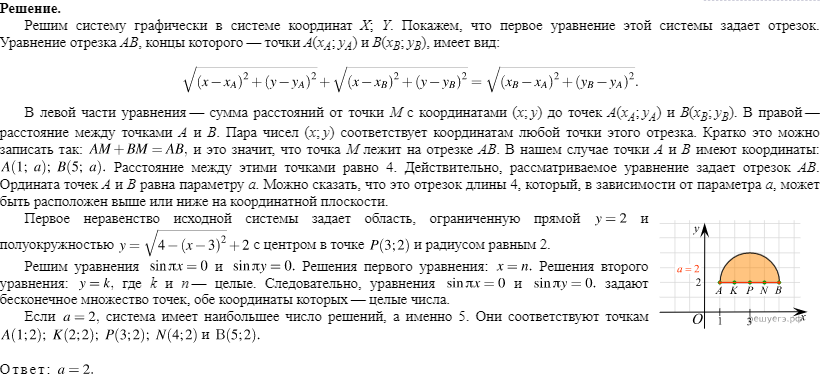 Решение.
Решим систему графически в системе координат X; Y. Покажем, что первое уравнение этой системы задает отрезок.
Уравнение отрезка AB, концы которого — точки A(x_A; y_A) и B(x_B; y_B), имеет вид:
√((x−x_A)²+(y−y_A)²) + √((x−x_B)²+(y−y_B)²) = √((x_B−x_A)²+(y_B−y_A)²).
В левой части уравнения — сумма расстояний от точки M с координатами (x; y) до точек A(x_A; y_A) и B(x_B; y_B). В правой —
расстояние между точками A и B. Пара чисел (x; y) соответствует координатам любой точки этого отрезка. Кратко это можно
записать так: AM + BM = AB, и это значит, что точка M лежит на отрезке AB. В нашем случае точки A и B имеют координаты:
A(1; a); B(5; a). Расстояние между этими точками равно 4. Действительно, рассматриваемое уравнение задает отрезок AB.
Ордината точек A и B равна параметру a. Можно сказать, что это отрезок длины 4, который, в зависимости от параметра a, может
быть расположен выше или ниже на координатной плоскости.
Первое неравенство исходной системы задает область, ограниченную прямой y = 2 и
полуокружностью y = √(4−(x−3)²) + 2 с центром в точке P(3; 2) и радиусом равным 2.
Решим уравнения sin πx = 0 и sin πy = 0. Решения первого уравнения: x = n. Решения второго
уравнения: y = k, где k и n — целые. Следовательно, уравнения sin πx = 0 и sin πy = 0. задают
бесконечное множество точек, обе координаты которых — целые числа.
Если a = 2, система имеет наибольшее число решений, а именно 5. Они соответствуют точкам
A(1; 2); K(2; 2); P(3; 2); N(4; 2) и B(5; 2).
Ответ: a = 2.
y
a = 2
2
A K P N B
O 1 3 x
решуегэ.рф